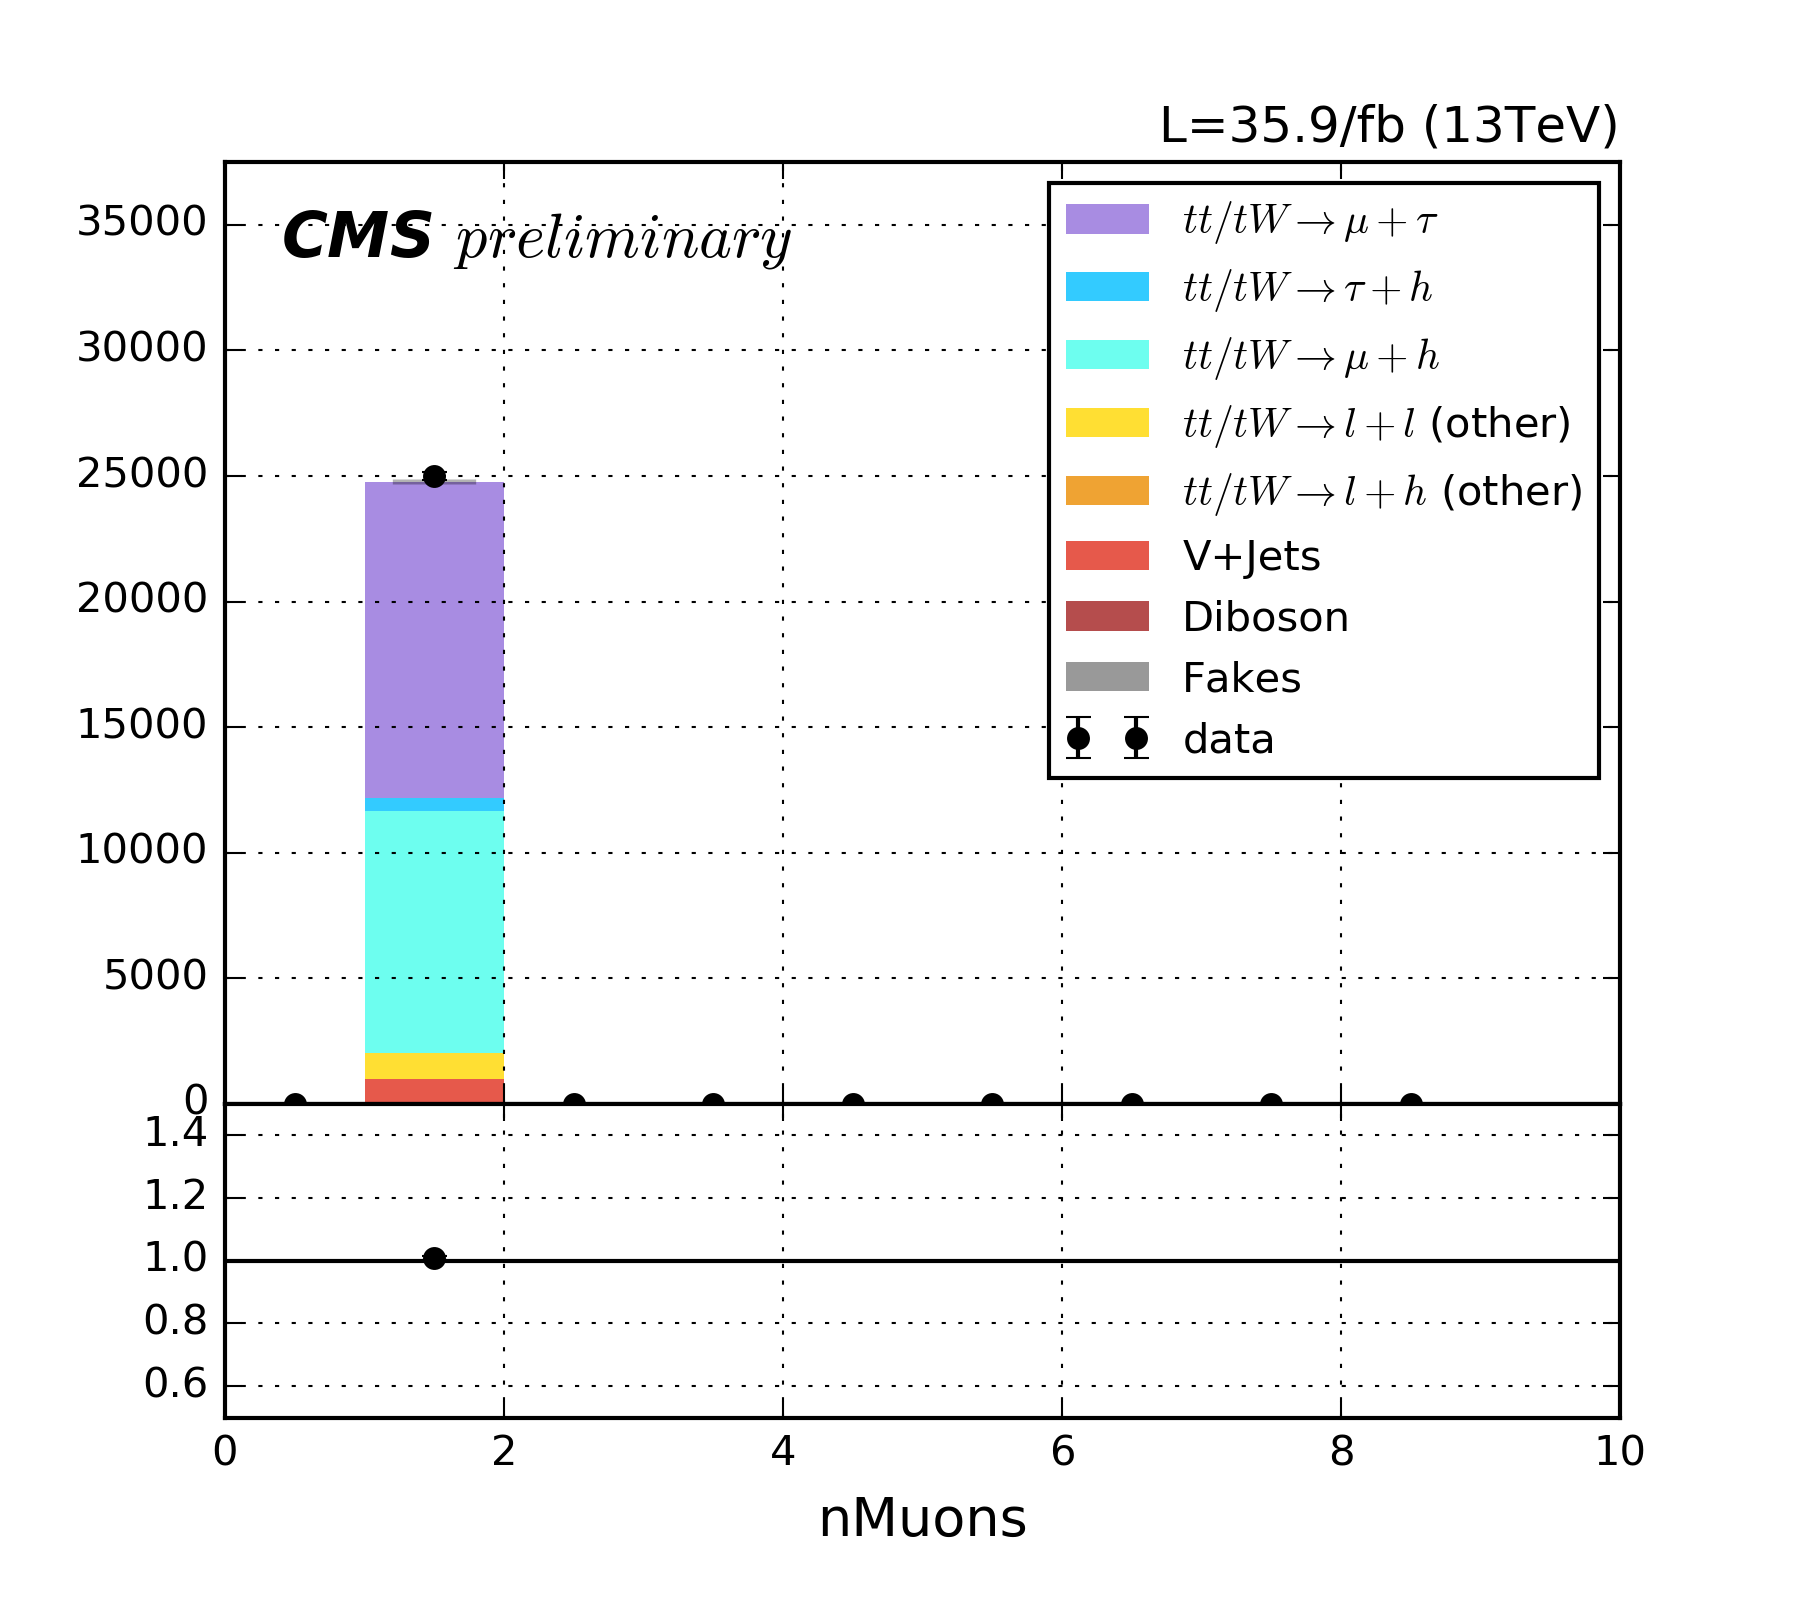 L=35.9/fb (13TeV)
CMS preliminary
35000
30000
25000
20000
15000
10000
5000
0
tt/tW→μ+τ
tt/tW→τ+h
tt/tW→μ+h
tt/tW→l+l (other)
tt/tW→l+h (other)
V+Jets
Diboson
Fakes
data
1.4
1.2
1.0
0.8
0.6
0 2 4 6 8 10
nMuons